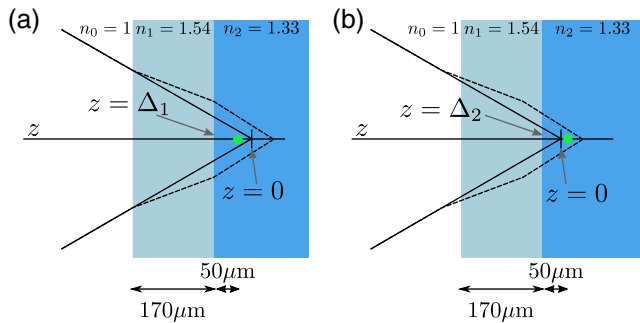 (a)
n₀ = 1 n₁ = 1.54 n₂ = 1.33
z = Δ₁
z
z = 0
50μm
170μm
(b)
n₀ = 1 n₁ = 1.54 n₂ = 1.33
z = Δ₂
z
z = 0
50μm
170μm